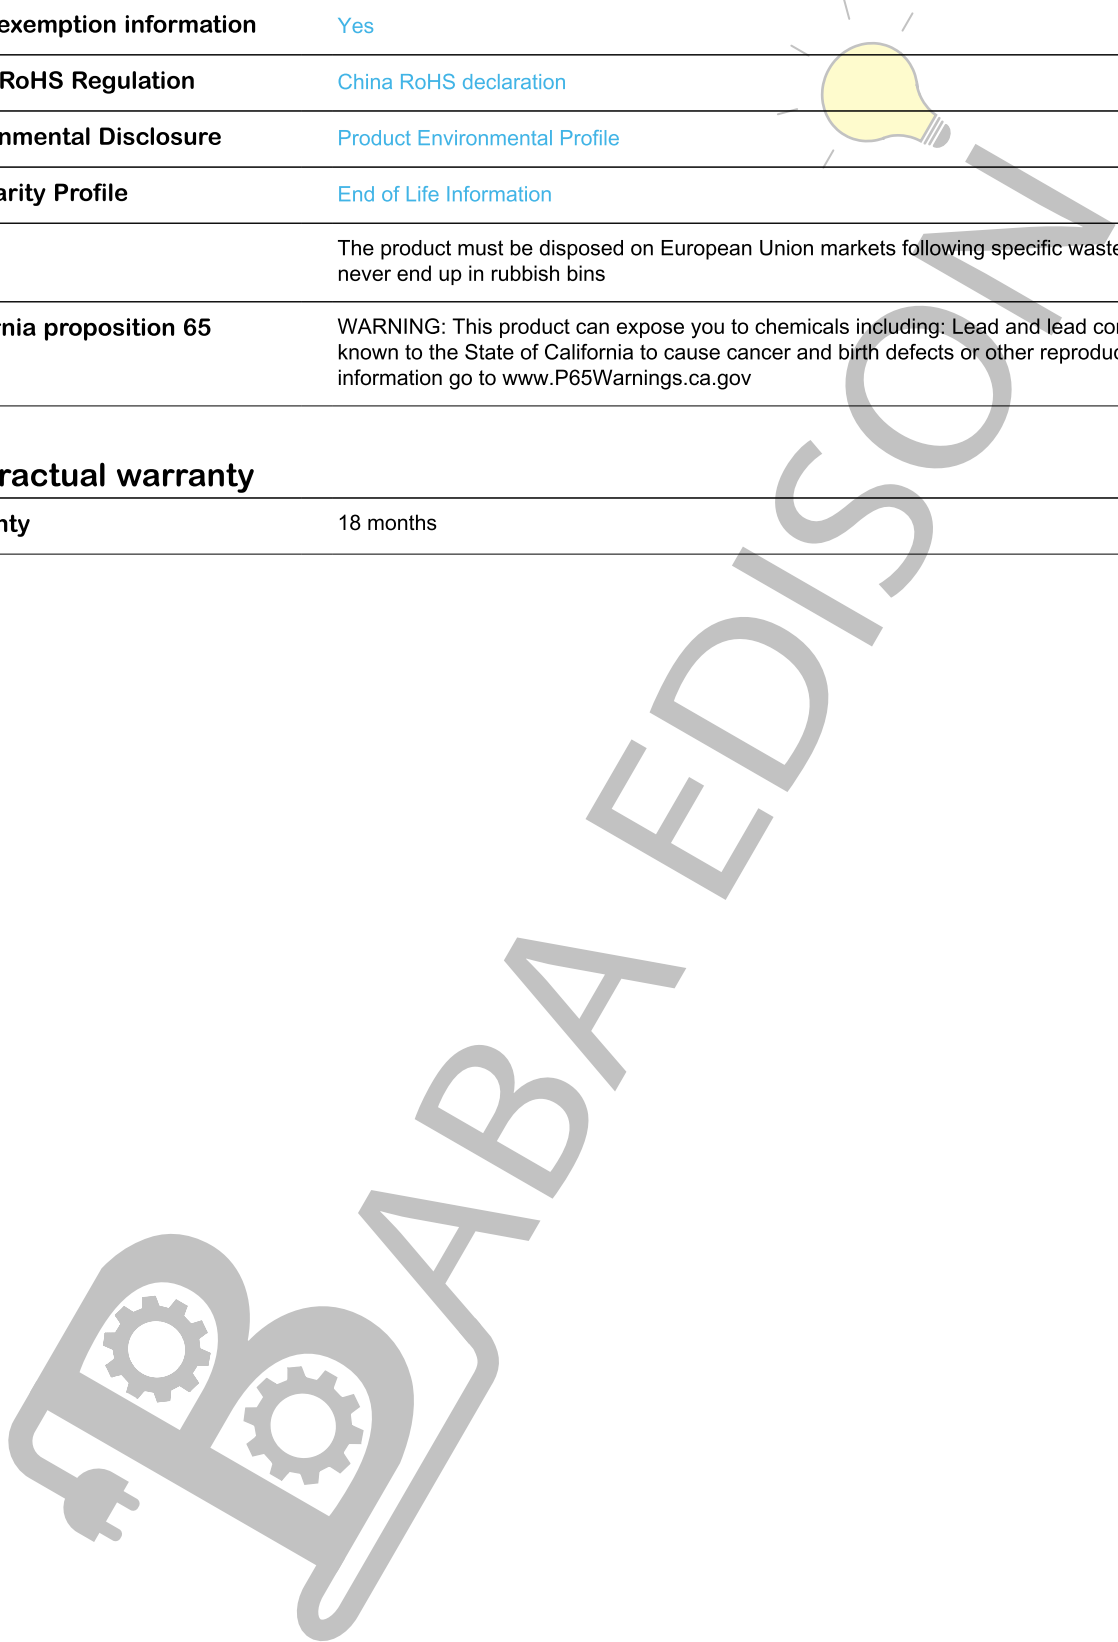 exemption information Yes
RoHS Regulation China RoHS declaration
nmental Disclosure Product Environmental Profile
arity Profile End of Life Information
The product must be disposed on European Union markets following specific waste
never end up in rubbish bins
rnia proposition 65 WARNING: This product can expose you to chemicals including: Lead and lead
known to the State of California to cause cancer and birth defects or other
information go to www.P65Warnings.ca.gov
ractual warranty
nty 18 months
BABA EDISON